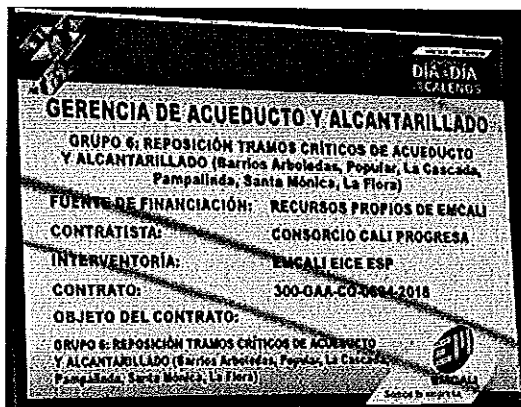 DÍA A DÍA
CALEÑOS
GERENCIA DE ACUEDUCTO Y ALCANTARILLADO
GRUPO 6: REPOSICIÓN TRAMOS CRÍTICOS DE ACUEDUCTO
Y ALCANTARILLADO (Barrios Arboledas, Popular, La Cascada,
Pampalinda, Santa Mónica, La Flora)
FUENTE DE FINANCIACIÓN: RECURSOS PROPIOS DE EMCALI
CONTRATISTA: CONSORCIO CALI PROGRESA
INTERVENTORÍA: EMCALI EICE ESP
CONTRATO: 300-GAA-CO-0694-2018
OBJETO DEL CONTRATO:
GRUPO 6: REPOSICIÓN TRAMOS CRÍTICOS DE ACUEDUCTO
Y ALCANTARILLADO (Barrios Arboledas, Popular, La Cascada,
Pampalinda, Santa Mónica, La Flora)
EMCALI